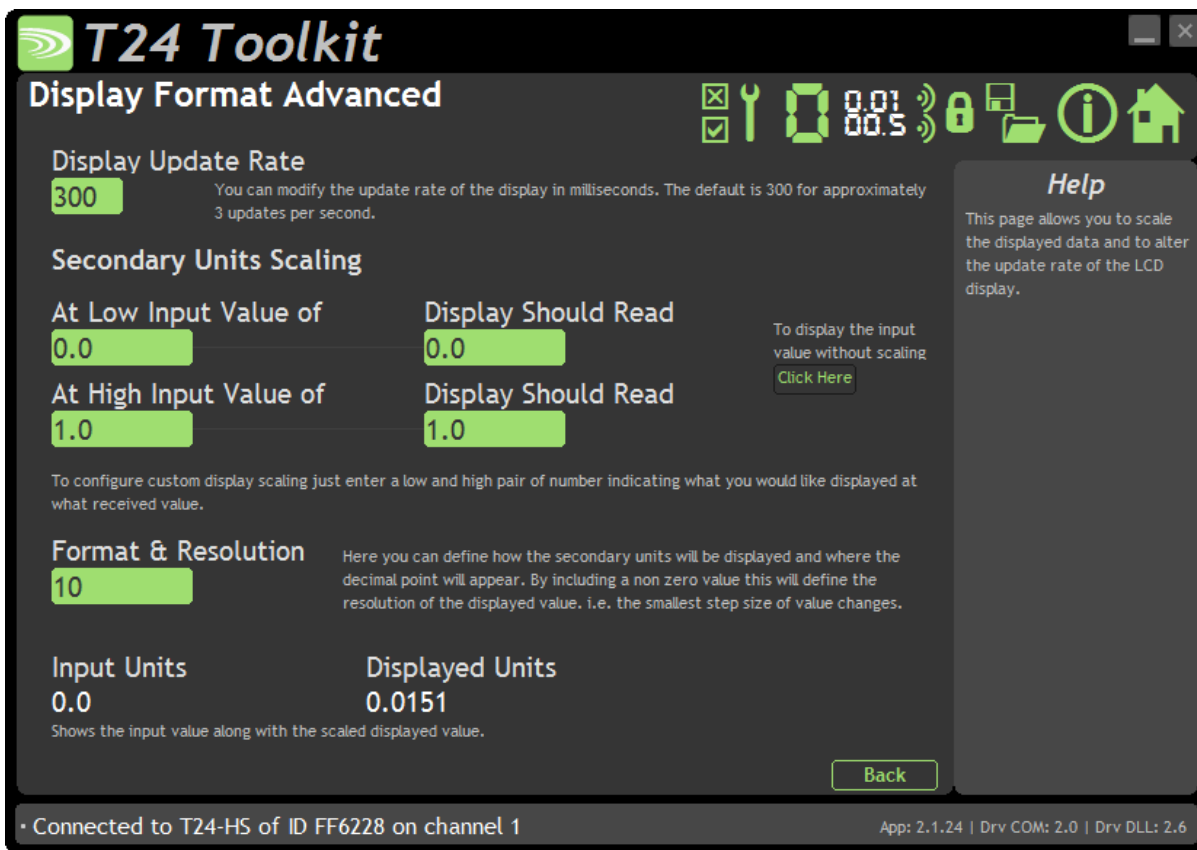 T24 Toolkit
Display Format Advanced
0.01
00.5
Display Update Rate
300
You can modify the update rate of the display in milliseconds. The default is 300 for approximately
3 updates per second.
Secondary Units Scaling
At Low Input Value of
Display Should Read
0.0
0.0
At High Input Value of
Display Should Read
1.0
1.0
To display the input
value without scaling
Click Here
To configure custom display scaling just enter a low and high pair of number indicating what you would like displayed at
what received value.
Format & Resolution
10
Here you can define how the secondary units will be displayed and where the
decimal point will appear. By including a non zero value this will define the
resolution of the displayed value. i.e. the smallest step size of value changes.
Input Units
Displayed Units
0.0
0.0151
Shows the input value along with the scaled displayed value.
Back
Help
This page allows you to scale
the displayed data and to alter
the update rate of the LCD
display.
Connected to T24-HS of ID FF6228 on channel 1
App: 2.1.24 | Drv COM: 2.0 | Drv DLL: 2.6